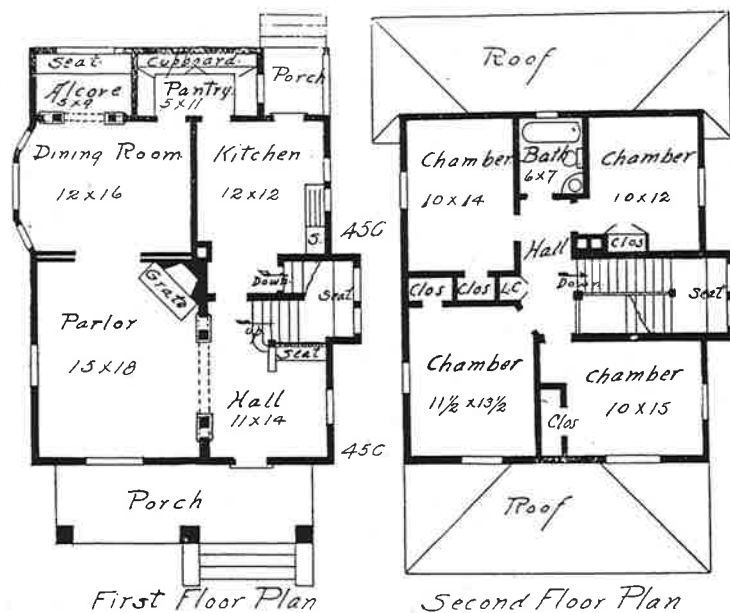 Seat
Cupboard
Porch
Alcove
5x9
Pantry
5x11
Dining Room
12x16
Kitchen
12x12
S.
45C
Grate
Down
Seat
Parlor
15x18
Up
Seat
Hall
11x14
45C
Porch
First Floor Plan
Roof
Chamber
10x14
Bath
6x7
Chamber
10x12
Hall
Clos
Down
Seat
Clos
Clos
LC
Chamber
11½ x 13½
Chamber
10x15
Clos
Roof
Second Floor Plan